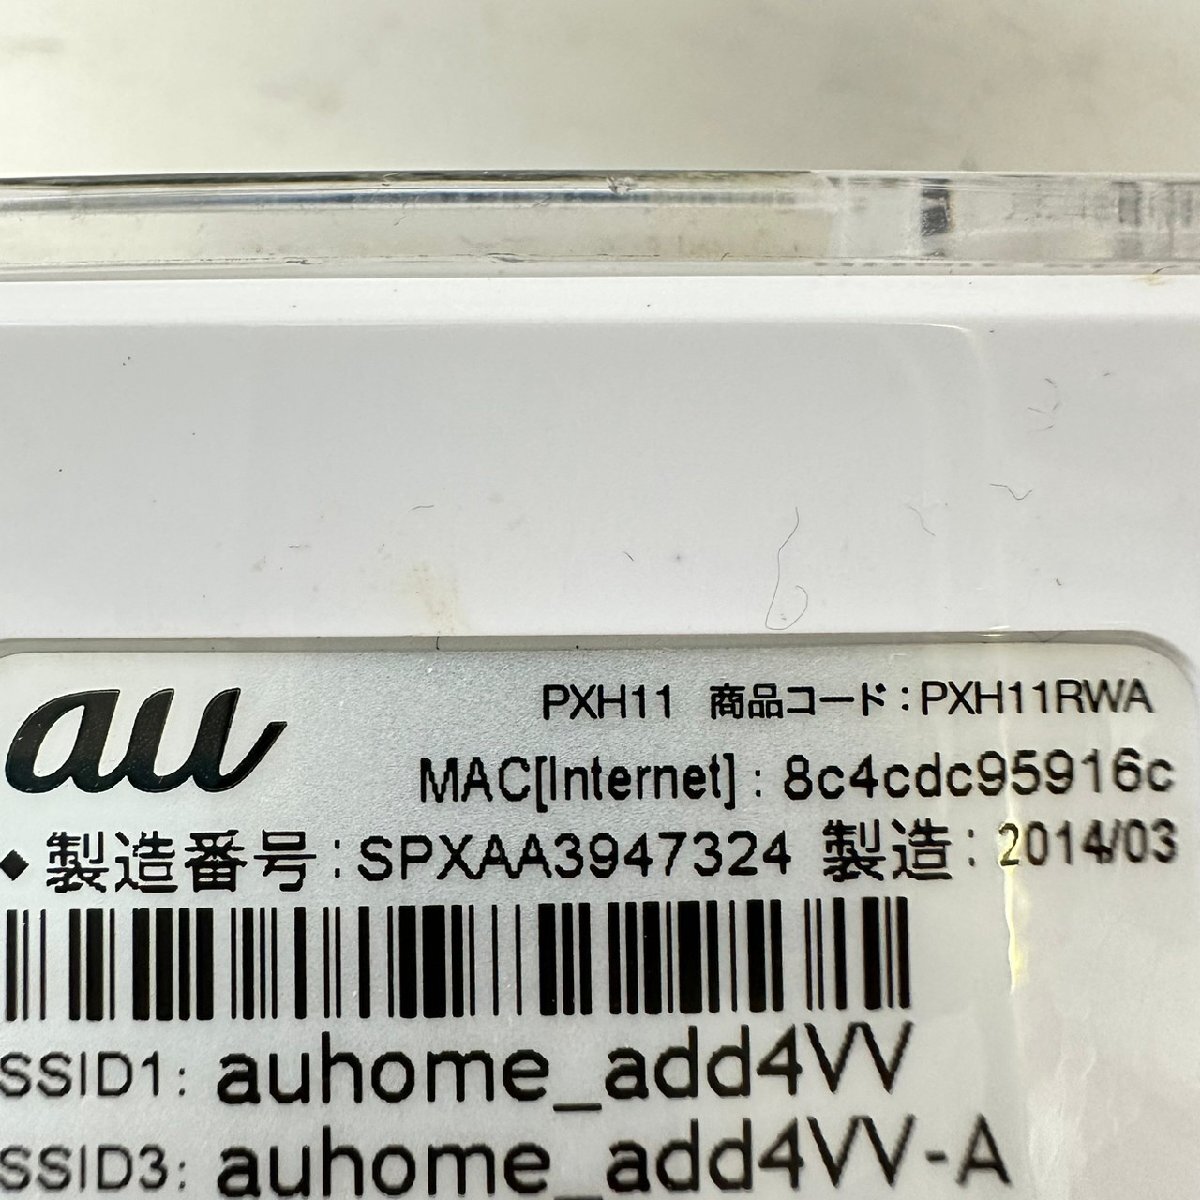 au
PXH11 商品コード:PXH11RWA
MAC[Internet] : 8c4cdc95916c
◆製造番号:SPXAA3947324 製造:2014/03
SSID1: auhome_add4VV
SSID3: auhome_add4VV-A